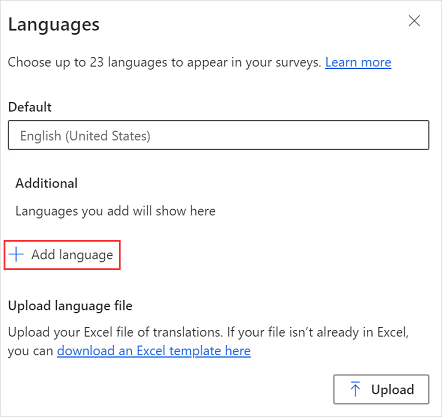 Languages
Choose up to 23 languages to appear in your surveys. Learn more
Default
English (United States)
Additional
Languages you add will show here
Add language
Upload language file
Upload your Excel file of translations. If your file isn’t already in Excel,
you can download an Excel template here
Upload